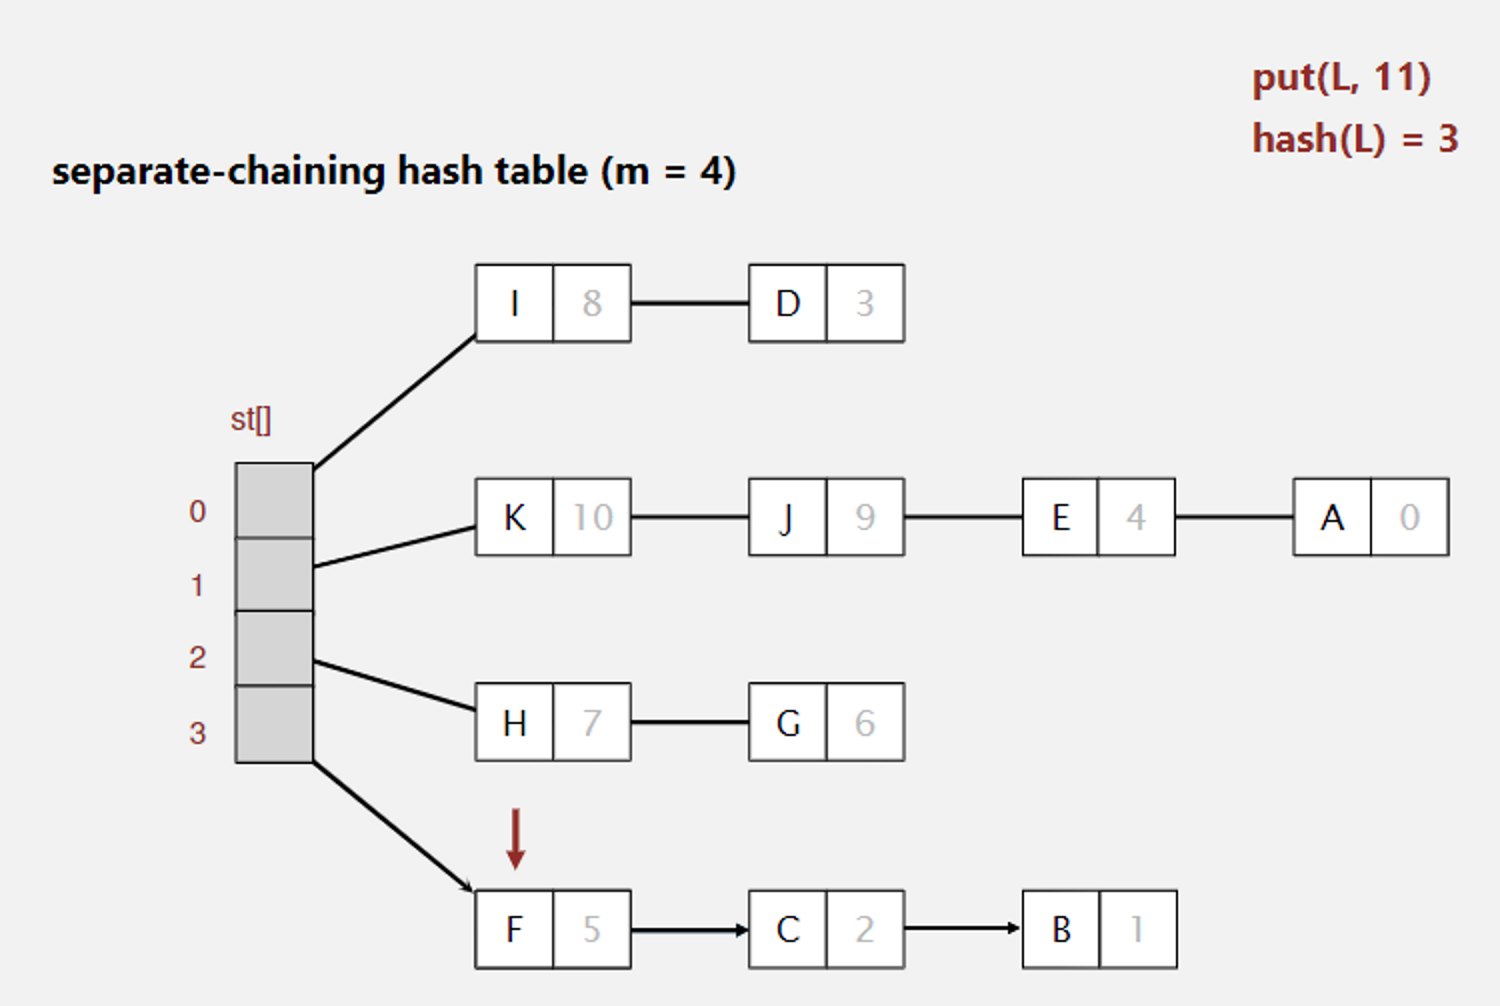 put(L, 11)
hash(L) = 3
separate-chaining hash table (m = 4)
I 8 D 3
st[]
0
K 10 J 9 E 4 A 0
1
2
H 7 G 6
3
F 5 C 2 B 1